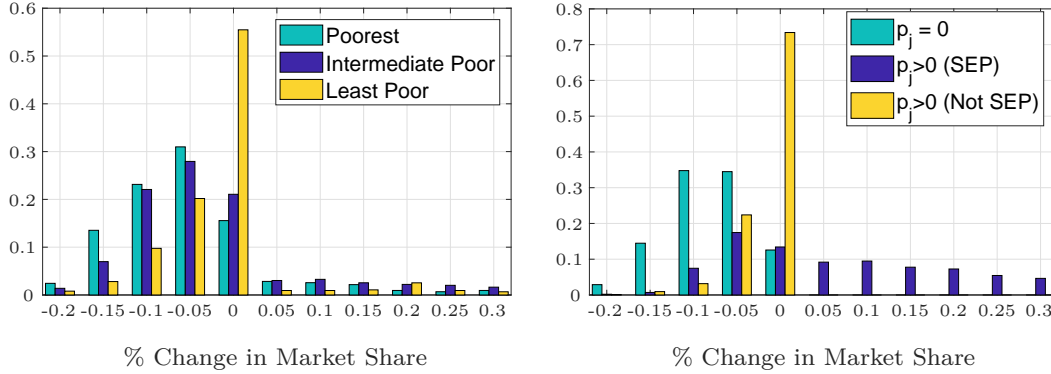 0.6
0.5
0.4
0.3
0.2
0.1
0
Poorest
Intermediate Poor
Least Poor
-0.2 -0.15 -0.1 -0.05 0 0.05 0.1 0.15 0.2 0.25 0.3
% Change in Market Share
0.8
0.7
0.6
0.5
0.4
0.3
0.2
0.1
0
p_j = 0
p_j>0 (SEP)
p_j>0 (Not SEP)
-0.2 -0.15 -0.1 -0.05 0 0.05 0.1 0.15 0.2 0.25 0.3
% Change in Market Share